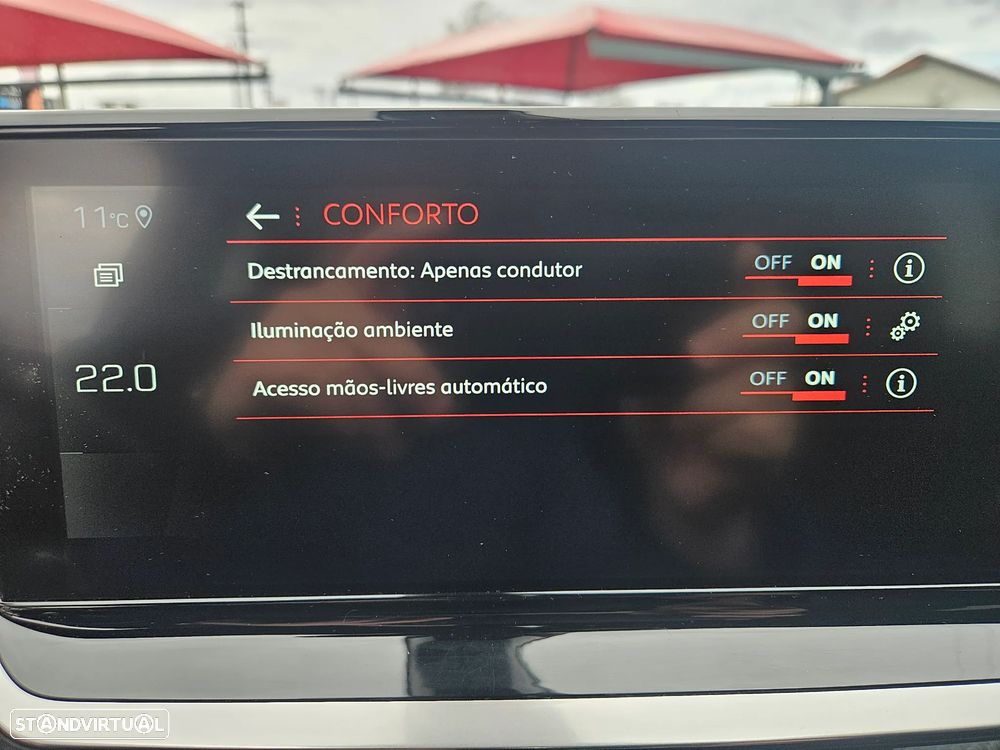 11°C
CONFORTO
Destrancamento: Apenas condutor OFF ON
Iluminação ambiente OFF ON
22.0
Acesso mãos-livres automático OFF ON
STANDVIRTUAL